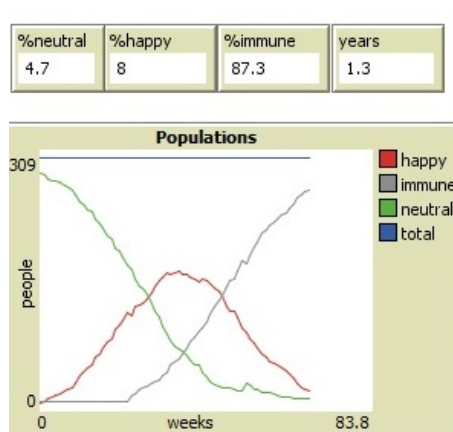 %neutral %happy %immune years
4.7 8 87.3 1.3
Populations
309
happy
immune
neutral
total
people
0
0 weeks 83.8